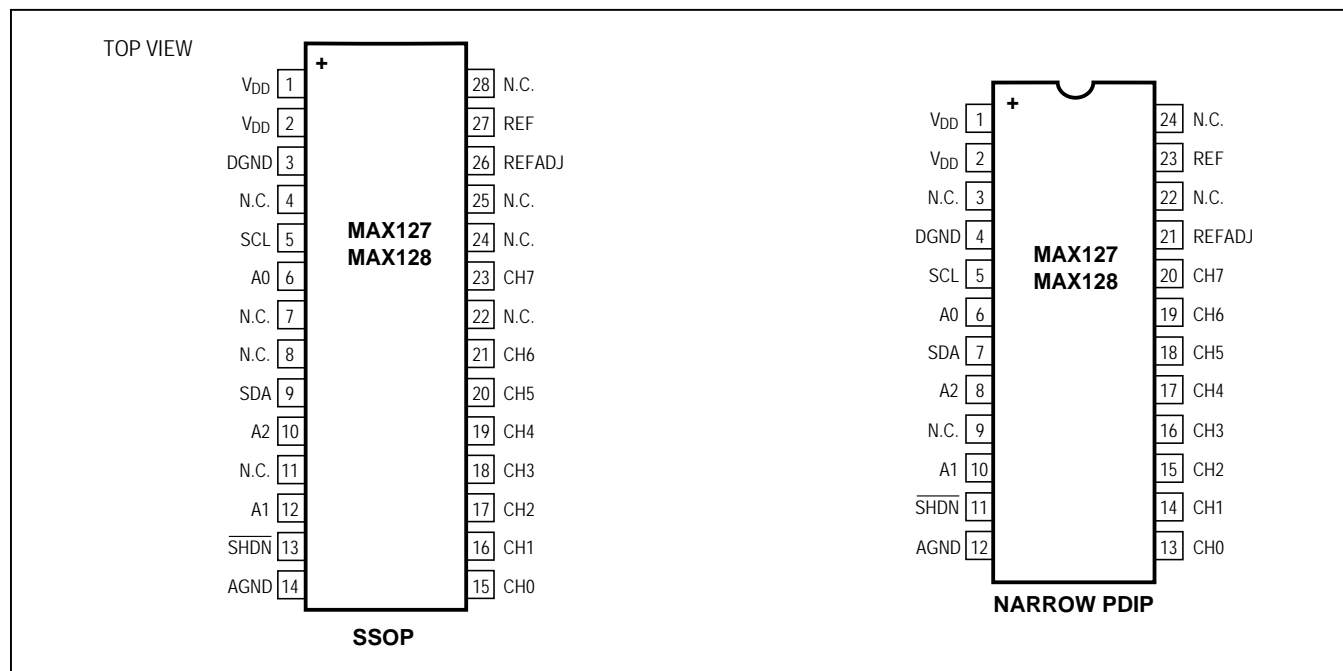 TOP VIEW
+
VDD 1
VDD 2
DGND 3
N.C. 4
SCL 5
A0 6
N.C. 7
N.C. 8
SDA 9
A2 10
N.C. 11
A1 12
SHDN 13
AGND 14
MAX127
MAX128
28 N.C.
27 REF
26 REFADJ
25 N.C.
24 N.C.
23 CH7
22 N.C.
21 CH6
20 CH5
19 CH4
18 CH3
17 CH2
16 CH1
15 CH0
SSOP
+
VDD 1
VDD 2
N.C. 3
DGND 4
SCL 5
A0 6
SDA 7
A2 8
N.C. 9
A1 10
SHDN 11
AGND 12
MAX127
MAX128
24 N.C.
23 REF
22 N.C.
21 REFADJ
20 CH7
19 CH6
18 CH5
17 CH4
16 CH3
15 CH2
14 CH1
13 CH0
NARROW PDIP